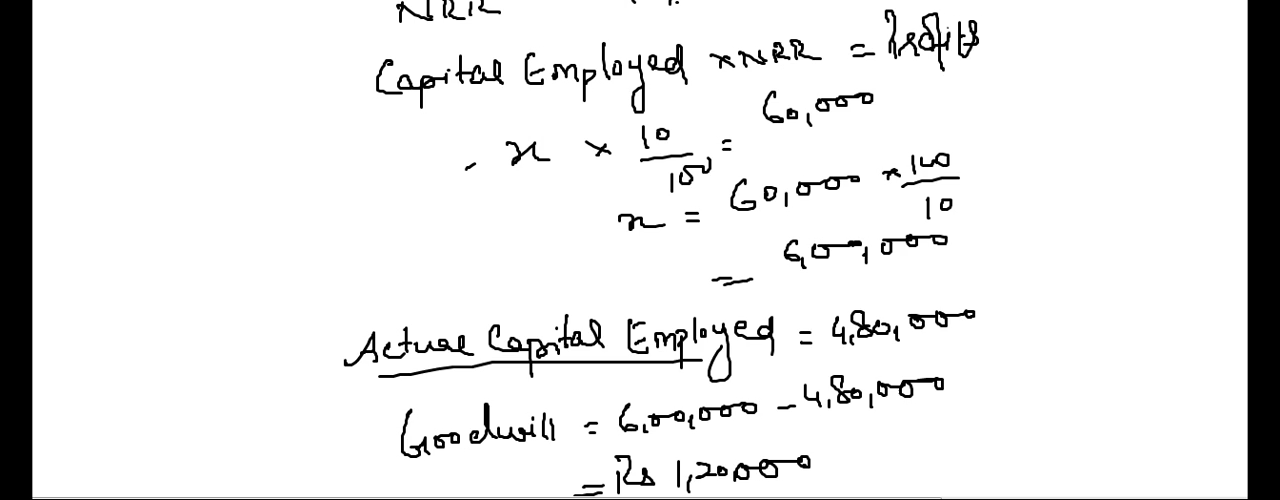 NRR
Capital Employed × NRR = Profits
x × 10/100 = 60,000
x = 60,000 × 100/10
= 6,00,000
Actual Capital Employed = 4,80,000
Goodwill = 6,00,000 - 4,80,000
= Rs 1,20,000